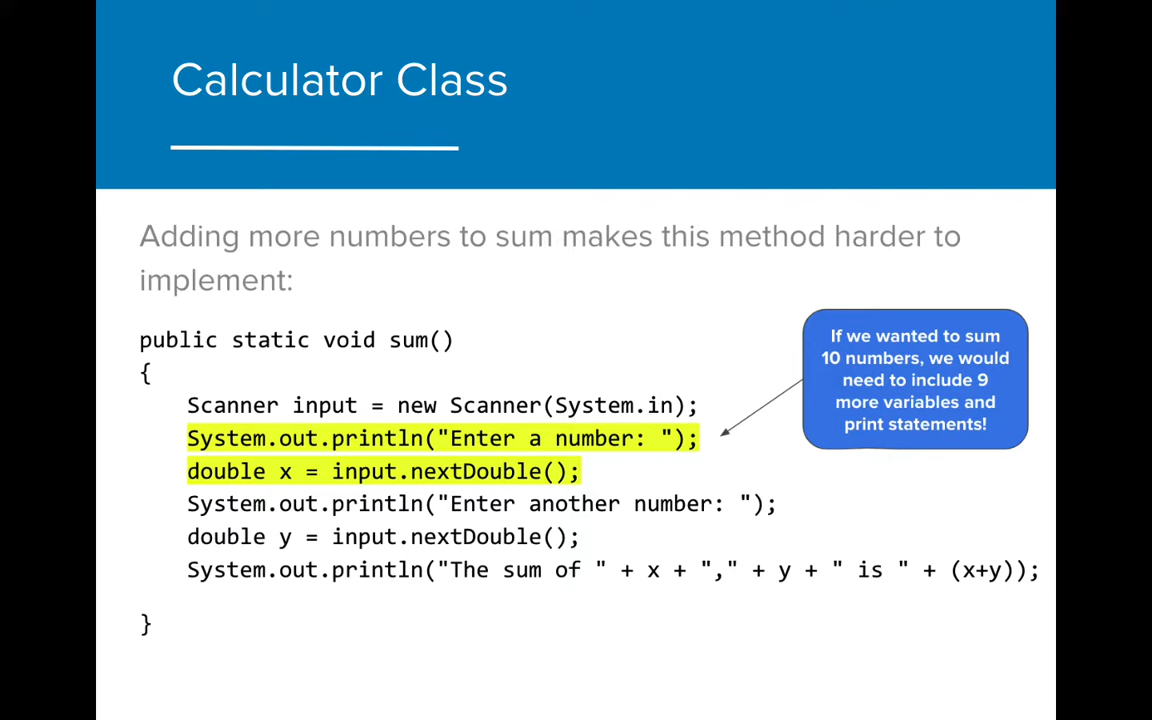 Calculator Class
Adding more numbers to sum makes this method harder to
implement:
public static void sum()
{
Scanner input = new Scanner(System.in);
System.out.println("Enter a number: ");
double x = input.nextDouble();
System.out.println("Enter another number: ");
double y = input.nextDouble();
System.out.println("The sum of " + x + "," + y + " is " + (x+y));
}
If we wanted to sum
10 numbers, we would
need to include 9
more variables and
print statements!